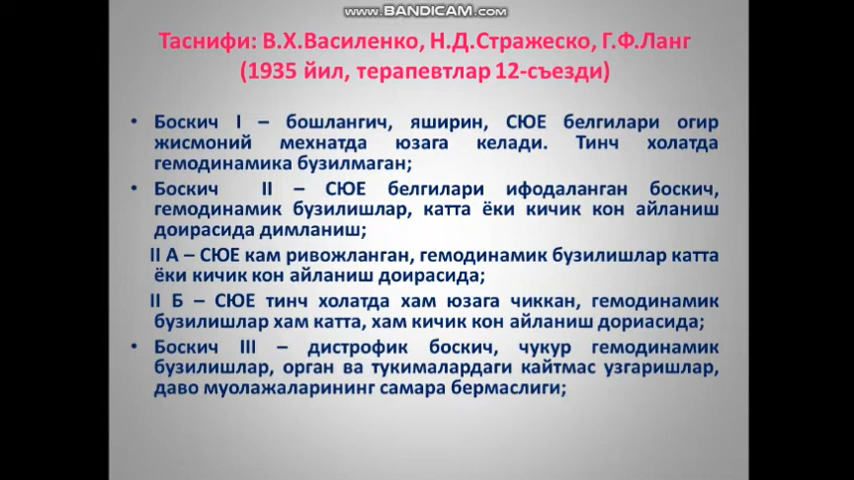 www.BANDICAM.com
Таснифи: В.Х.Василенко, Н.Д.Стражеско, Г.Ф.Ланг
(1935 йил, терапевтлар 12-съезди)
• Боскич I – бошлангич, яширин, СЮЕ белгилари огир
жисмоний мехнатда юзага келади. Тинч холатда
гемодинамика бузилмаган;
• Боскич II – СЮЕ белгилари ифодаланган боскич,
гемодинамик бузилишлар, катта ёки кичик кон айланиш
доирасида димланиш;
II А – СЮЕ кам ривожланган, гемодинамик бузилишлар катта
ёки кичик кон айланиш доирасида;
II Б – СЮЕ тинч холатда хам юзага чиккан, гемодинамик
бузилишлар хам катта, хам кичик кон айланиш дориасида;
• Боскич III – дистрофик боскич, чукур гемодинамик
бузилишлар, орган ва тукималардаги кайтмас узгаришлар,
даво муолажаларининг самара бермаслиги;